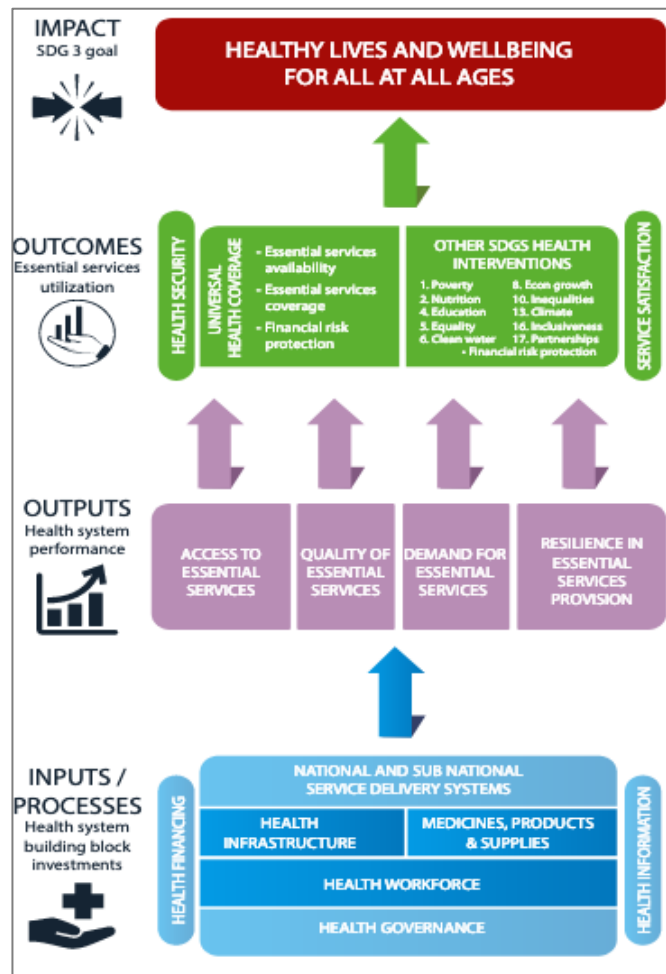 IMPACT
SDG 3 goal
HEALTHY LIVES AND WELLBEING
FOR ALL AT ALL AGES
OUTCOMES
Essential services
utilization
HEALTH SECURITY
UNIVERSAL
HEALTH COVERAGE
- Essential services
availability
- Essential services
coverage
- Financial risk
protection
OTHER SDGS HEALTH
INTERVENTIONS
1. Poverty
2. Nutrition
4. Education
5. Equality
6. Clean water
8. Econ growth
10. Inequalities
13. Climate
16. Inclusiveness
17. Partnerships
- Financial risk protection
SERVICE SATISFACTION
OUTPUTS
Health system
performance
ACCESS TO
ESSENTIAL
SERVICES
QUALITY OF
ESSENTIAL
SERVICES
DEMAND FOR
ESSENTIAL
SERVICES
RESILIENCE IN
ESSENTIAL
SERVICES
PROVISION
INPUTS /
PROCESSES
Health system
building block
investments
HEALTH FINANCING
NATIONAL AND SUB NATIONAL
SERVICE DELIVERY SYSTEMS
HEALTH
INFRASTRUCTURE
MEDICINES, PRODUCTS
& SUPPLIES
HEALTH WORKFORCE
HEALTH GOVERNANCE
HEALTH INFORMATION